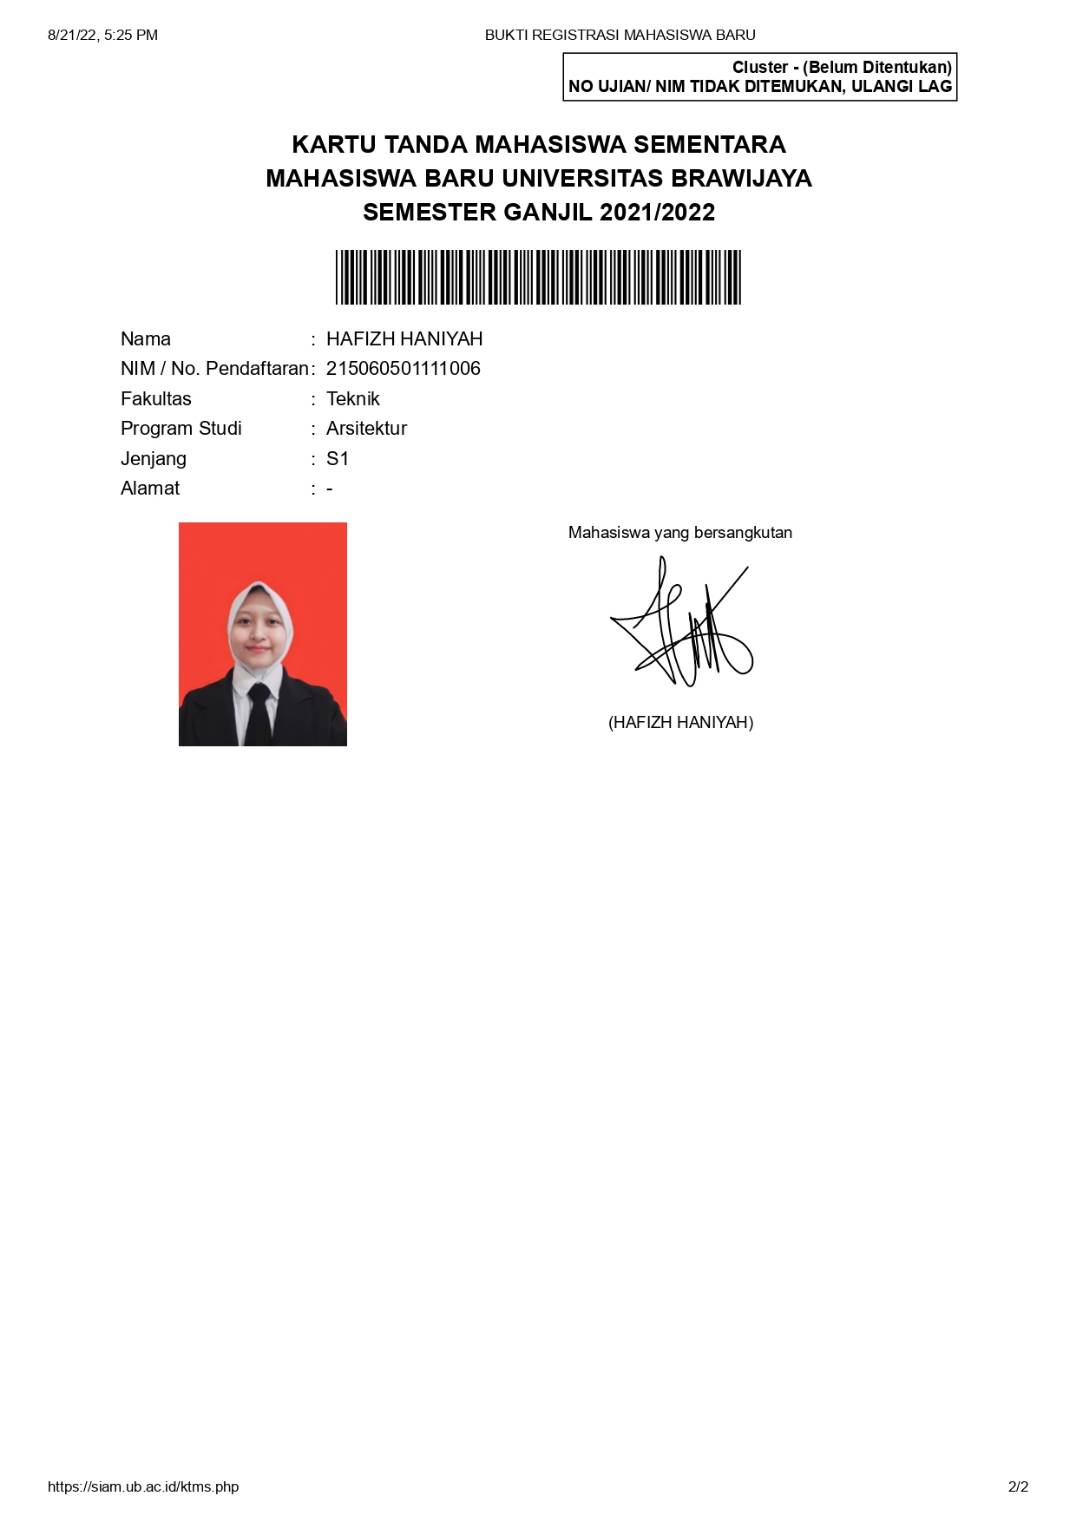 8/21/22, 5:25 PM
BUKTI REGISTRASI MAHASISWA BARU
Cluster - (Belum Ditentukan)
NO UJIAN/ NIM TIDAK DITEMUKAN, ULANGI LAG
KARTU TANDA MAHASISWA SEMENTARA
MAHASISWA BARU UNIVERSITAS BRAWIJAYA
SEMESTER GANJIL 2021/2022
Nama : HAFIZH HANIYAH
NIM / No. Pendaftaran : 215060501111006
Fakultas : Teknik
Program Studi : Arsitektur
Jenjang : S1
Alamat : -
Mahasiswa yang bersangkutan
(HAFIZH HANIYAH)
https://siam.ub.ac.id/ktms.php
2/2